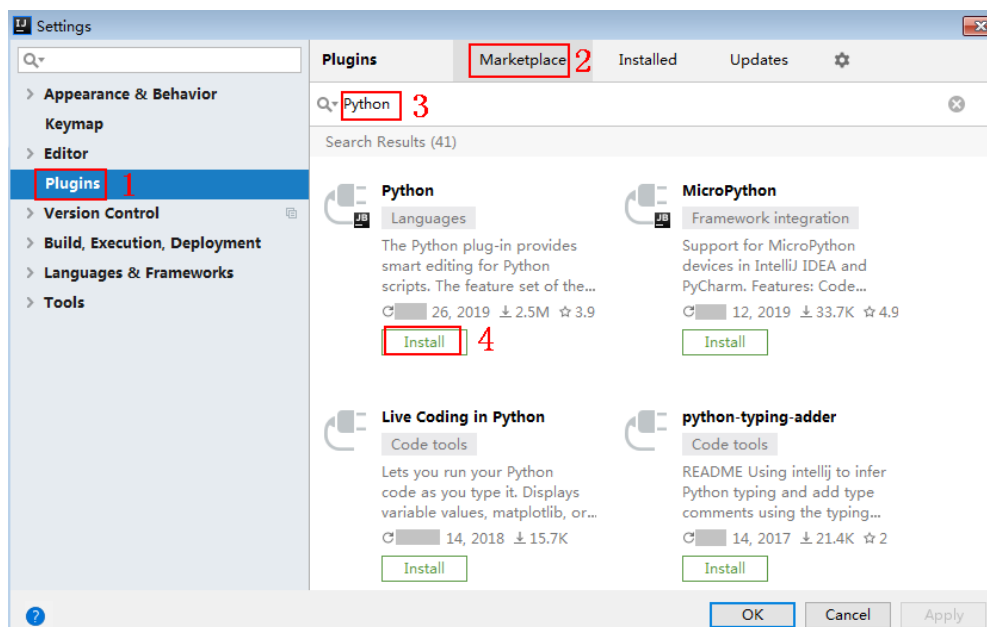 IJ Settings
Appearance & Behavior
Keymap
Editor
Plugins 1
Version Control
Build, Execution, Deployment
Languages & Frameworks
Tools
Plugins Marketplace 2 Installed Updates
Python 3
Search Results (41)
Python
JB
Languages
The Python plug-in provides
smart editing for Python
scripts. The feature set of the...
26, 2019 2.5M 3.9
Install 4
MicroPython
JB
Framework integration
Support for MicroPython
devices in IntelliJ IDEA and
PyCharm. Features: Code...
12, 2019 33.7K 4.9
Install
Live Coding in Python
Code tools
Lets you run your Python
code as you type it. Displays
variable values, matplotlib, or...
14, 2018 15.7K
Install
python-typing-adder
Code tools
README Using intellij to infer
Python typing and add type
comments using the typing...
14, 2017 21.4K 2
Install
?
OK Cancel Apply